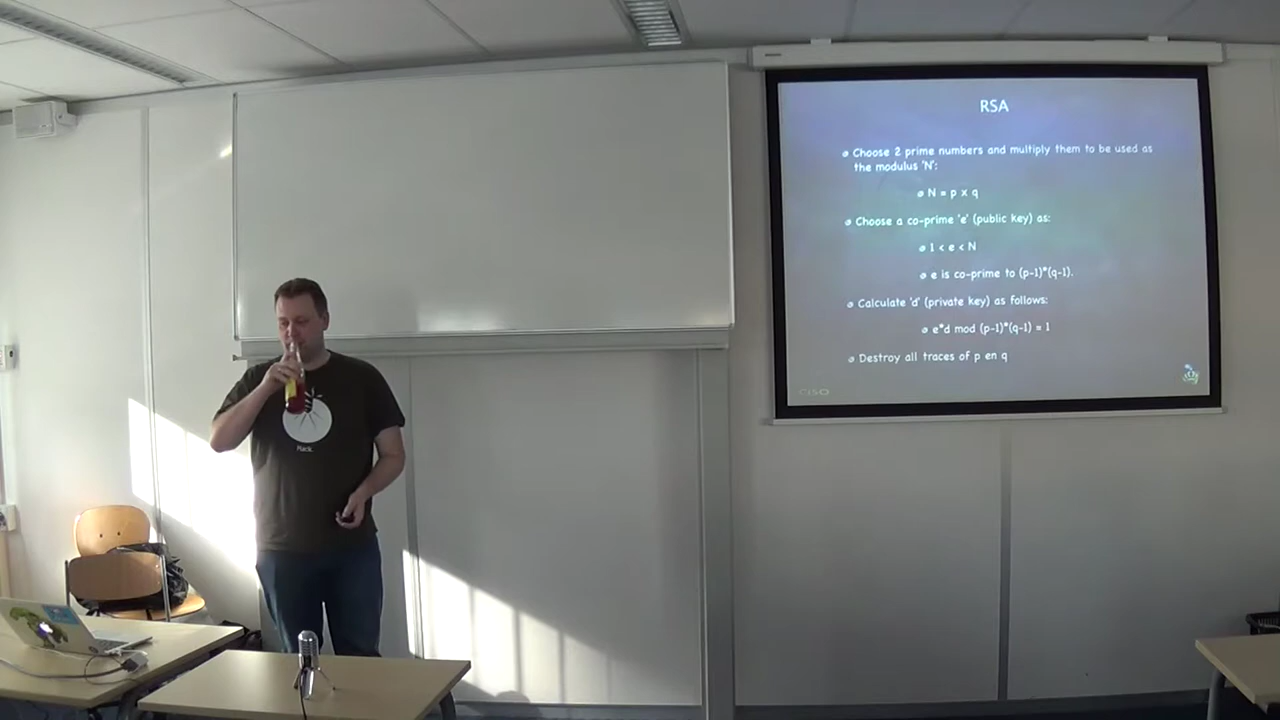 RSA
Choose 2 prime numbers and multiply them to be used as
the modulus 'N':
N = p x q
Choose a co-prime 'e' (public key) as:
1 < e < N
e is co-prime to (p-1)*(q-1).
Calculate 'd' (private key) as follows:
e*d mod (p-1)*(q-1) = 1
Destroy all traces of p en q
Hack.